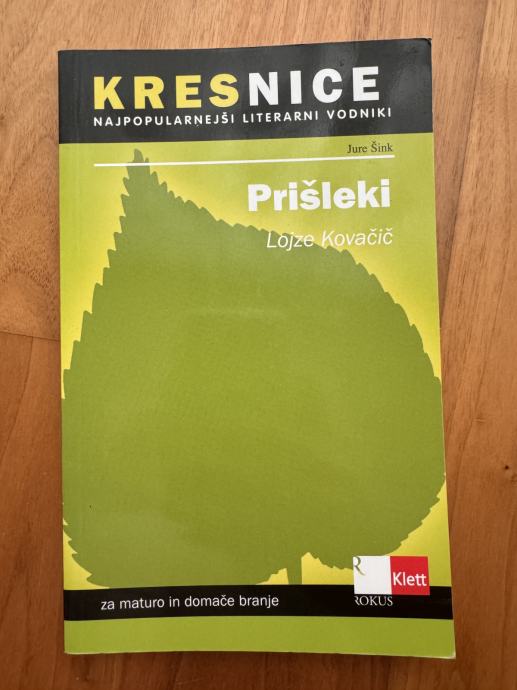 KRESNICE
NAJPOPULARNEJŠI LITERARNI VODNIKI
Jure Šink
Prišleki
Lojze Kovačič
R
Klett
ROKUS
za maturo in domače branje